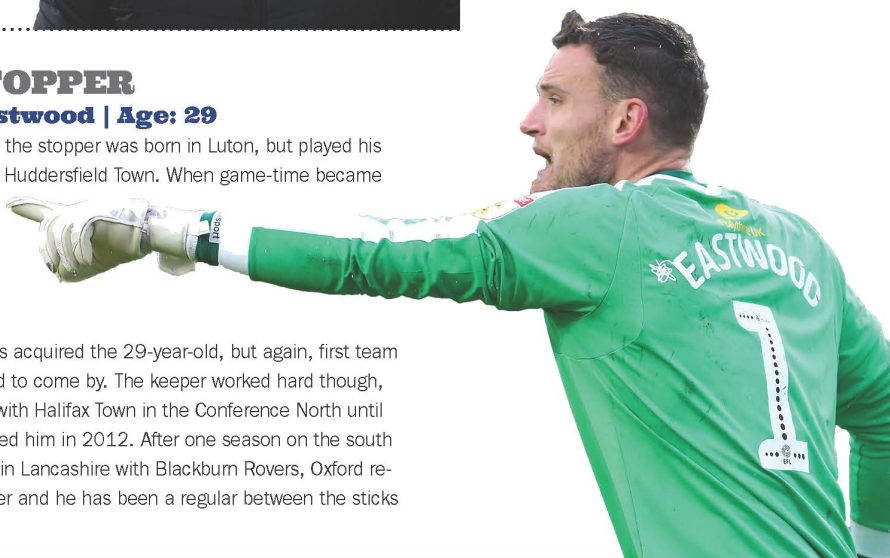 TOPPER
stwood | Age: 29
the stopper was born in Luton, but played his
Huddersfield Town. When game-time became
s acquired the 29-year-old, but again, first team
d to come by. The keeper worked hard though,
with Halifax Town in the Conference North until
ed him in 2012. After one season on the south
in Lancashire with Blackburn Rovers, Oxford re-
er and he has been a regular between the sticks
EASTWOOD
1
EFL